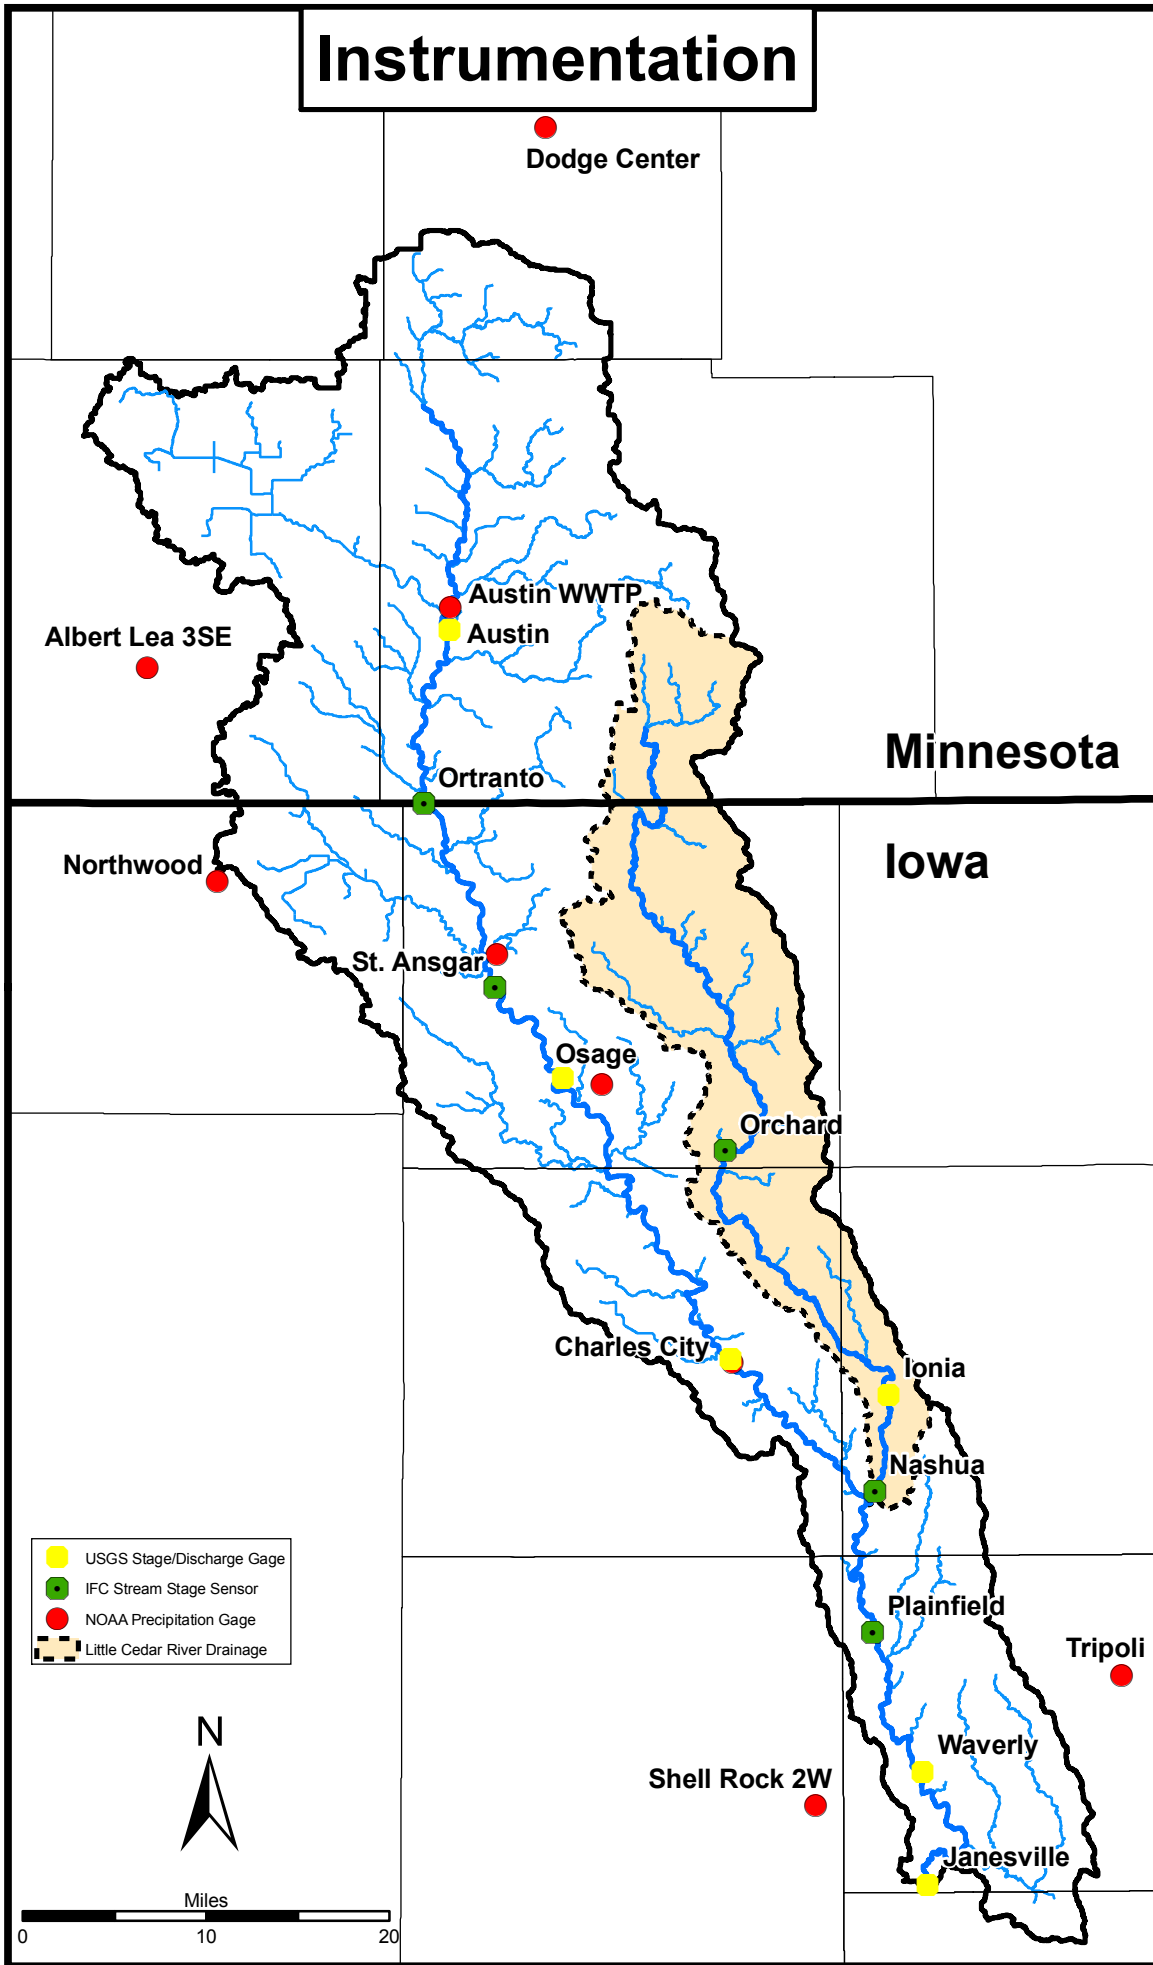 Instrumentation
Dodge Center
Austin WWTP
Austin
Albert Lea 3SE
Minnesota
Ortranto
Iowa
Northwood
St. Ansgar
Osage
Orchard
Charles City
Ionia
Nashua
USGS Stage/Discharge Gage
IFC Stream Stage Sensor
NOAA Precipitation Gage
Little Cedar River Drainage
Plainfield
Tripoli
N
Waverly
Shell Rock 2W
Janesville
Miles
0 10 20